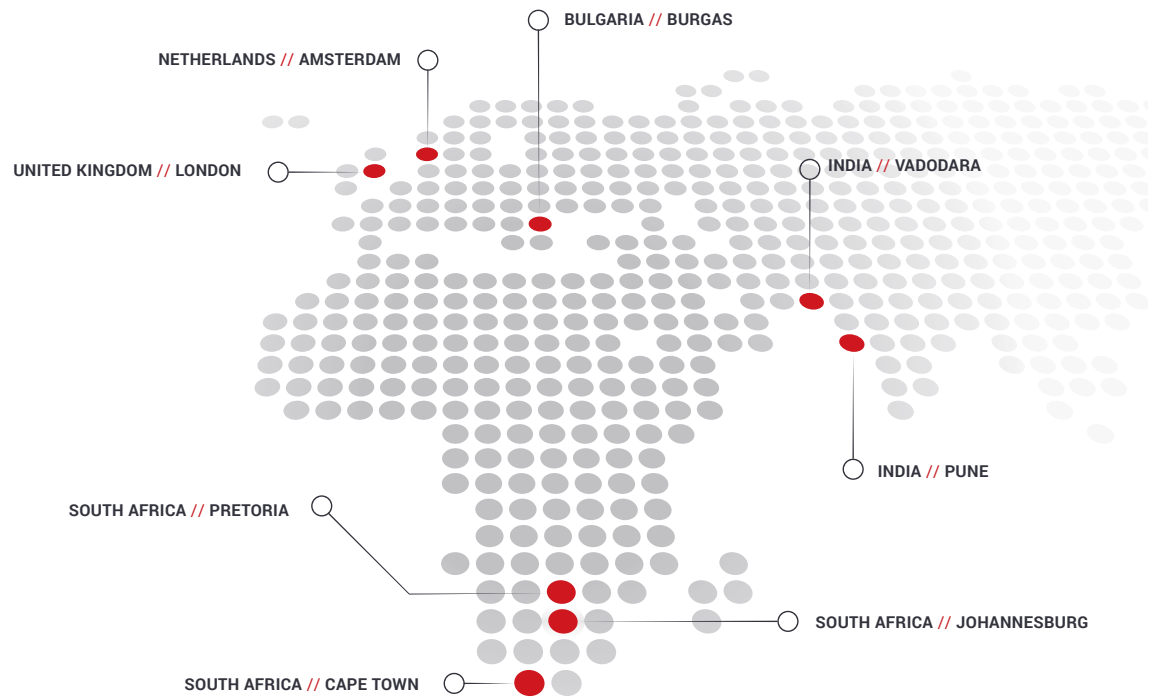 BULGARIA // BURGAS
NETHERLANDS // AMSTERDAM
UNITED KINGDOM // LONDON
INDIA // VADODARA
INDIA // PUNE
SOUTH AFRICA // PRETORIA
SOUTH AFRICA // JOHANNESBURG
SOUTH AFRICA // CAPE TOWN